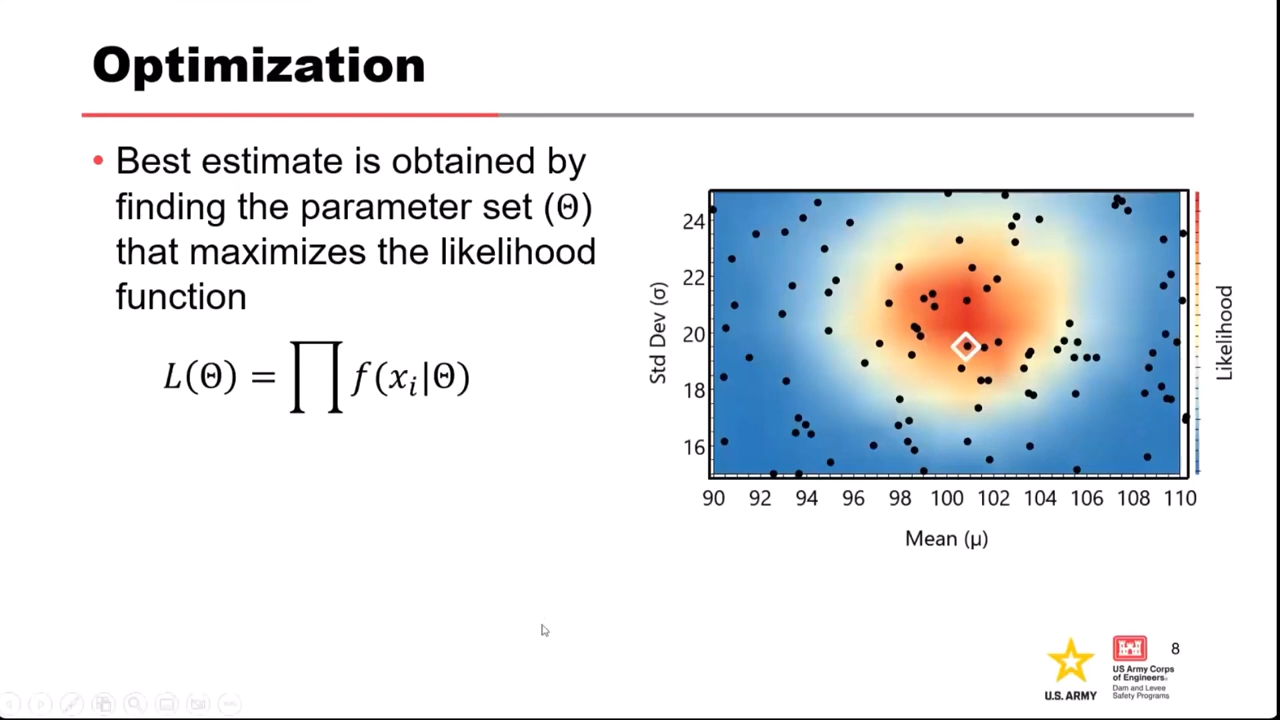 Optimization
• Best estimate is obtained by
finding the parameter set (Θ)
that maximizes the likelihood
function
L(Θ) = ∏ f(xᵢ|Θ)
Std Dev (σ)
24
22
20
18
16
90 92 94 96 98 100 102 104 106 108 110
Mean (μ)
Likelihood
U.S. ARMY
US Army Corps
of Engineers®
Dam and Levee
Safety Programs
8